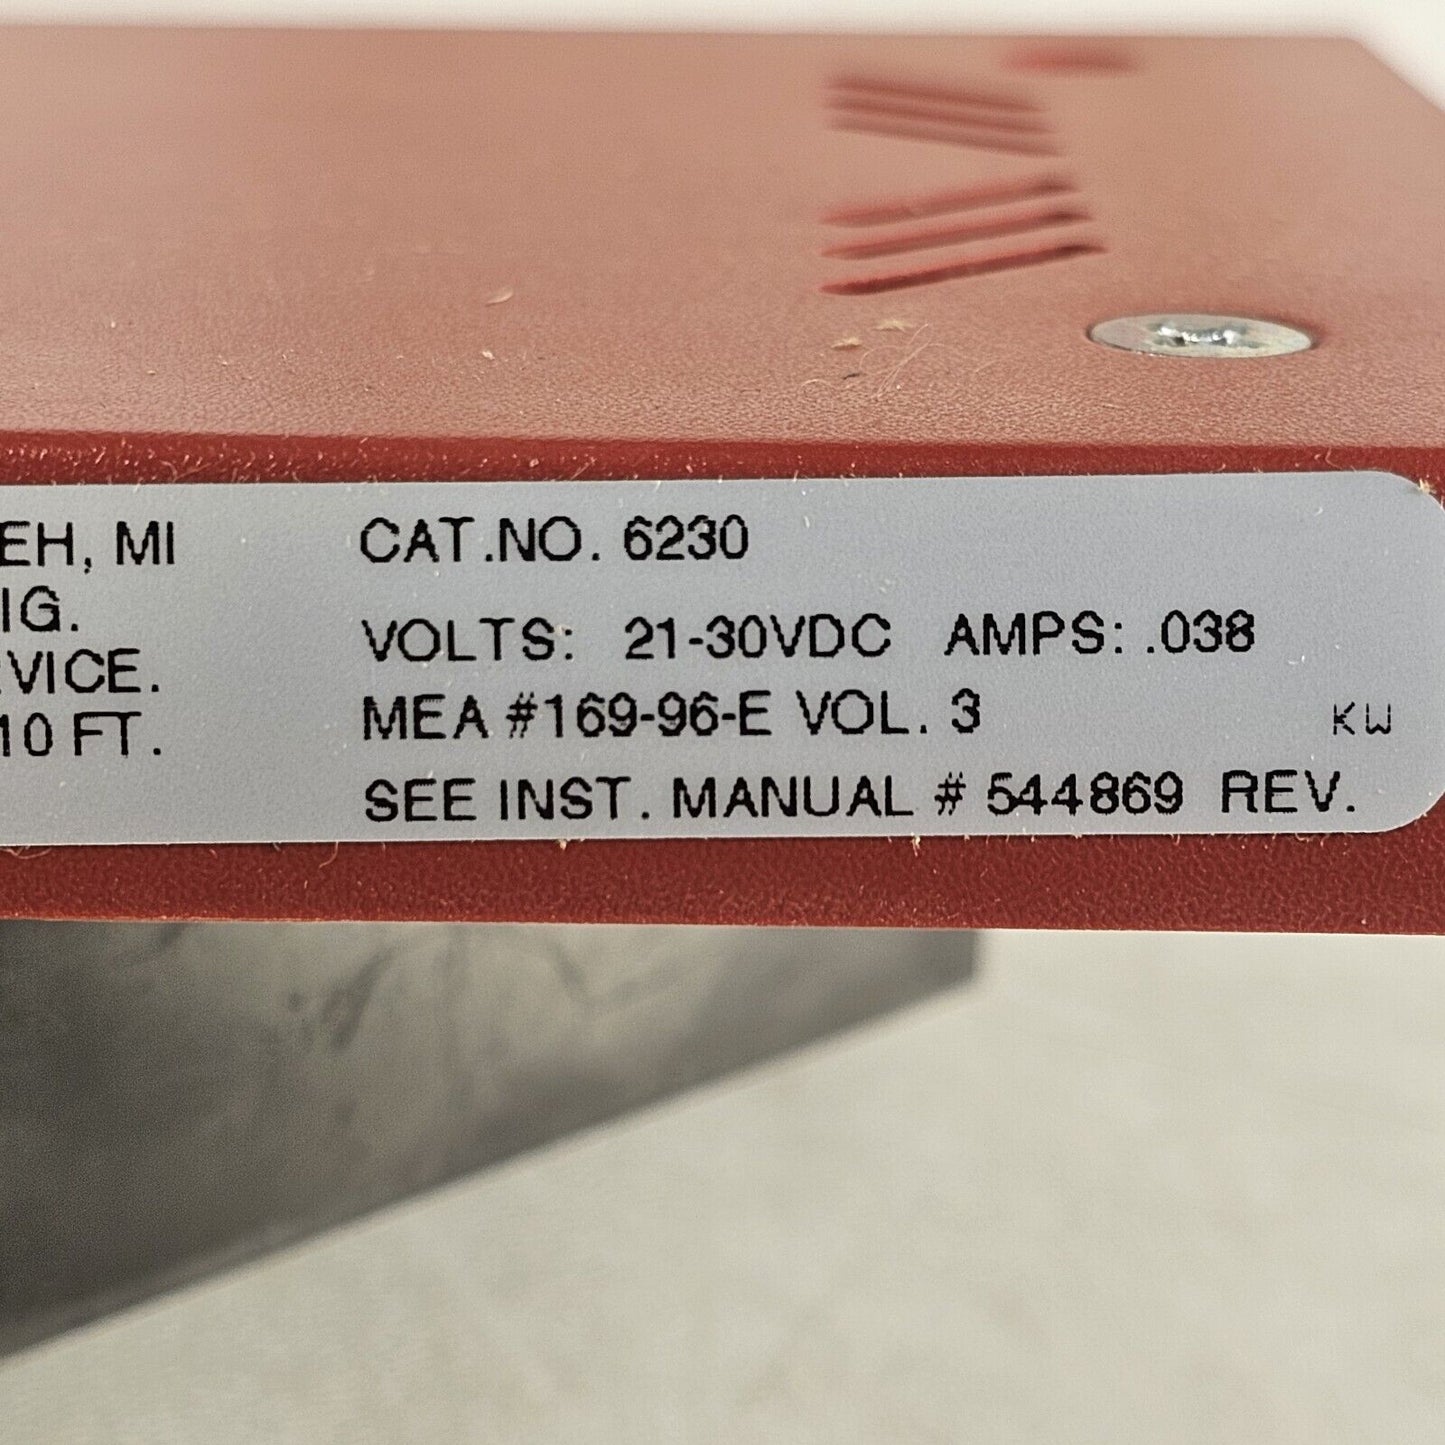 EH, MI
IG.
VICE.
10 FT.
CAT.NO. 6230
VOLTS: 21-30VDC AMPS: .038
MEA #169-96-E VOL. 3 KW
SEE INST. MANUAL # 544869 REV.